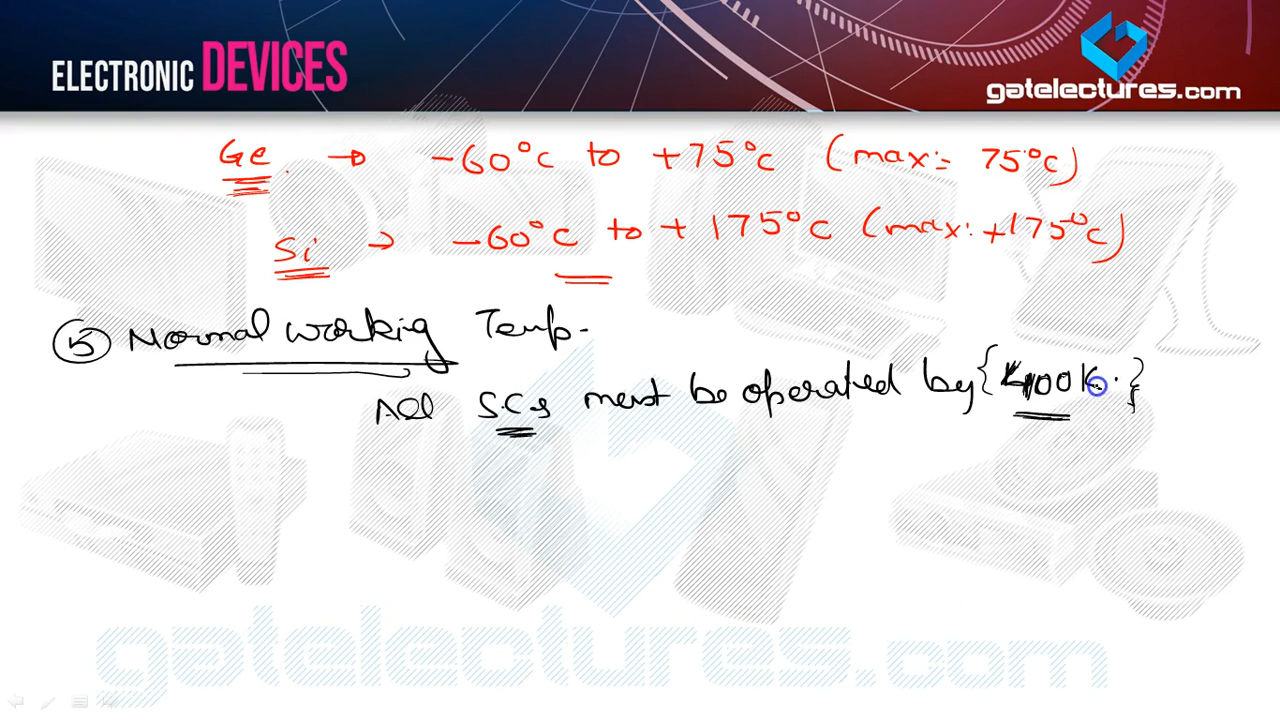 ELECTRONIC DEVICES
gatelectures.com
Ge → -60°C to +75°C (max:- 75°C)
Si → -60°C to +175°C (max: +175°C)
⑤ Normal working Temp.
All S.Cs must be operated by { 400K. }
gatelectures.com